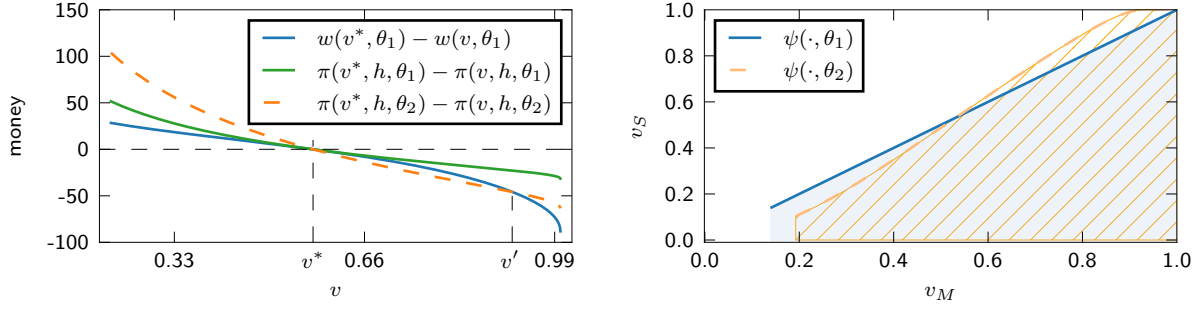 150
100
50
0
-50
-100
money
w(v*, θ₁) − w(v, θ₁)
π(v*, h, θ₁) − π(v, h, θ₁)
π(v*, h, θ₂) − π(v, h, θ₂)
0.33
v*
0.66
v′
0.99
v
1.0
0.8
0.6
0.4
0.2
0.0
v_S
ψ(·, θ₁)
ψ(·, θ₂)
0.0
0.2
0.4
0.6
0.8
1.0
v_M